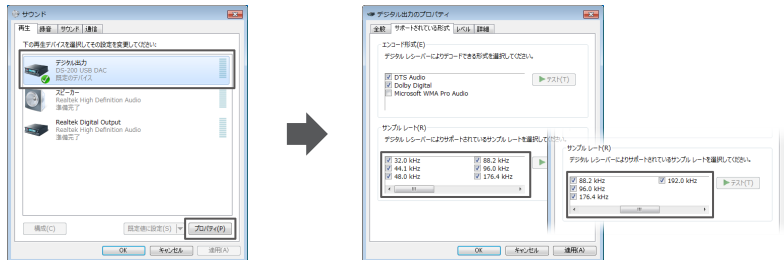 サウンド
再生 録音 サウンド 通信
下の再生デバイスを選択してその設定を変更してください:
デジタル出力
DS-200 USB DAC
既定のデバイス
スピーカー
Realtek High Definition Audio
準備完了
Realtek Digital Output
Realtek High Definition Audio
準備完了
構成(C) 既定値に設定(S) プロパティ(P)
OK キャンセル 適用(A)
デジタル出力のプロパティ
全般 サポートされている形式 レベル 詳細
エンコード形式(E)
デジタル レシーバーによりデコードできる形式を選択してください。
DTS Audio
Dolby Digital
Microsoft WMA Pro Audio
テスト(T)
サンプル レート(R)
デジタル レシーバーによりサポートされているサンプル レートを選択して
32.0 kHz 88.2 kHz
44.1 kHz 96.0 kHz
48.0 kHz 176.4 kHz
OK キャンセル 適用(A)
サンプル レート(R)
デジタル レシーバーによりサポートされているサンプル レートを選択してください。
88.2 kHz 192.0 kHz
96.0 kHz
176.4 kHz
テスト(T)